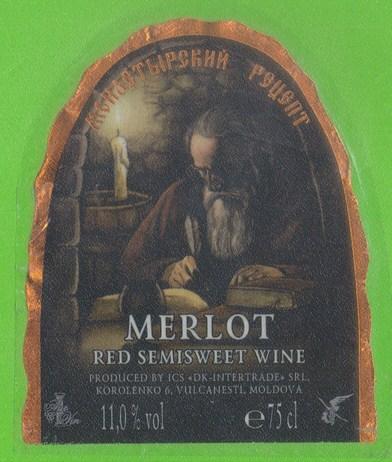 МОНАСТЫРСКИЙ РЕЦЕПТ
MERLOT
RED SEMISWEET WINE
PRODUCED BY ICS «DK-INTERTRADE» SRL,
KOROLENKO 6, VULCANESTI, MOLDOVA
11,0 % vol
℮ 75 cl